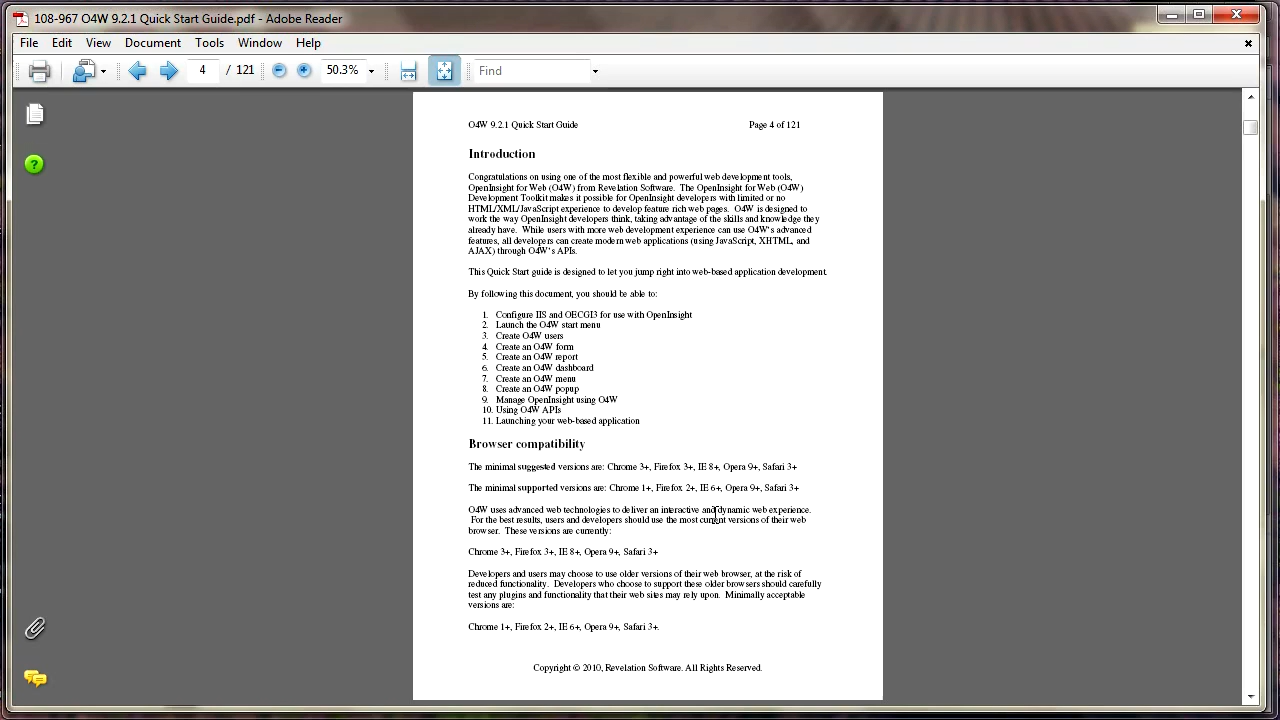 108-967 O4W 9.2.1 Quick Start Guide.pdf - Adobe Reader
File Edit View Document Tools Window Help
4 / 121 50.3% Find
O4W 9.2.1 Quick Start Guide Page 4 of 121
Introduction
Congratulations on using one of the most flexible and powerful web development tools,
OpenInsight for Web (O4W) from Revelation Software. The OpenInsight for Web (O4W)
Development Toolkit makes it possible for OpenInsight developers with limited or no
HTML/XML/JavaScript experience to develop feature rich web pages. O4W is designed to
work the way OpenInsight developers think, taking advantage of the skills and knowledge they
already have. While users with more web development experience can use O4W's advanced
features, all developers can create modern web applications (using JavaScript, XHTML, and
AJAX) through O4W's APIs.
This Quick Start guide is designed to let you jump right into web-based application development.
By following this document, you should be able to:
1. Configure IIS and OECGI3 for use with OpenInsight
2. Launch the O4W start menu
3. Create O4W users
4. Create an O4W form
5. Create an O4W report
6. Create an O4W dashboard
7. Create an O4W menu
8. Create an O4W popup
9. Manage OpenInsight using O4W
10. Using O4W APIs
11. Launching your web-based application
Browser compatibility
The minimal suggested versions are: Chrome 3+, Firefox 3+, IE 8+, Opera 9+, Safari 3+
The minimal supported versions are: Chrome 1+, Firefox 2+, IE 6+, Opera 9+, Safari 3+
O4W uses advanced web technologies to deliver an interactive and dynamic web experience.
For the best results, users and developers should use the most current versions of their web
browser. These versions are currently:
Chrome 3+, Firefox 3+, IE 8+, Opera 9+, Safari 3+
Developers and users may choose to use older versions of their web browser, at the risk of
reduced functionality. Developers who choose to support these older browsers should carefully
test any plugins and functionality that their web sites may rely upon. Minimally acceptable
versions are:
Chrome 1+, Firefox 2+, IE 6+, Opera 9+, Safari 3+.
Copyright © 2010, Revelation Software. All Rights Reserved.